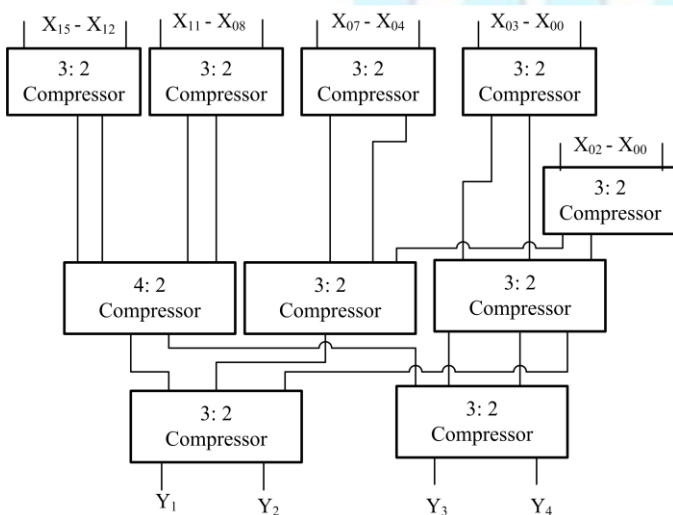 X15 - X12 X11 - X08 X07 - X04 X03 - X00
3: 2 Compressor
3: 2 Compressor
3: 2 Compressor
3: 2 Compressor
X02 - X00
3: 2 Compressor
4: 2 Compressor
3: 2 Compressor
3: 2 Compressor
3: 2 Compressor
3: 2 Compressor
Y1 Y2 Y3 Y4